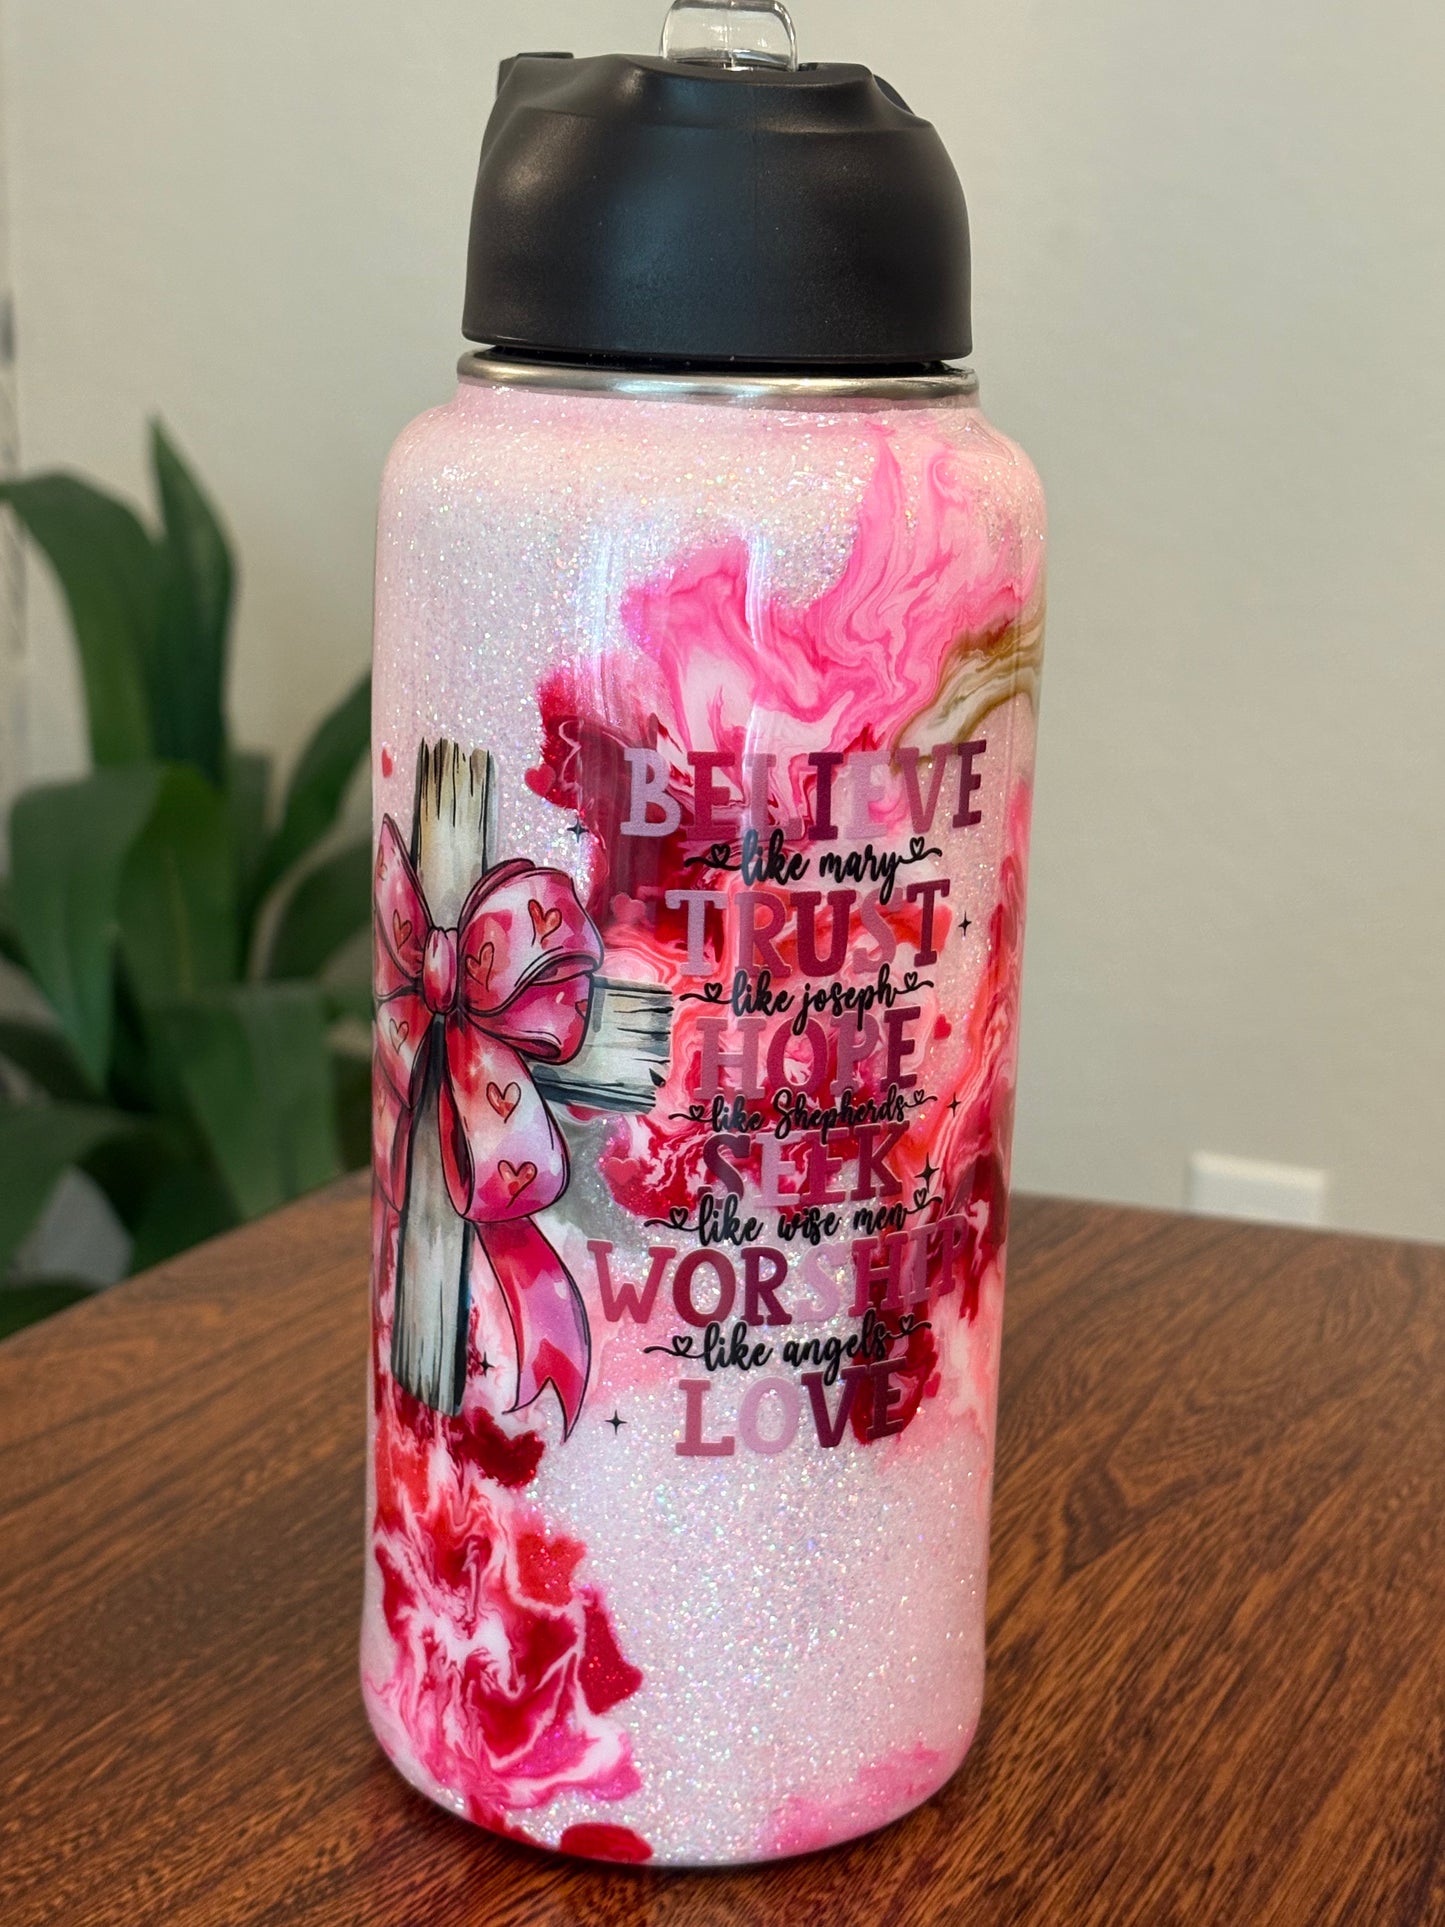 BELIEVE
like mary
TRUST
like joseph
HOPE
like Shepherds
SEEK
like wise men
WORSHIP
like angels
LOVE